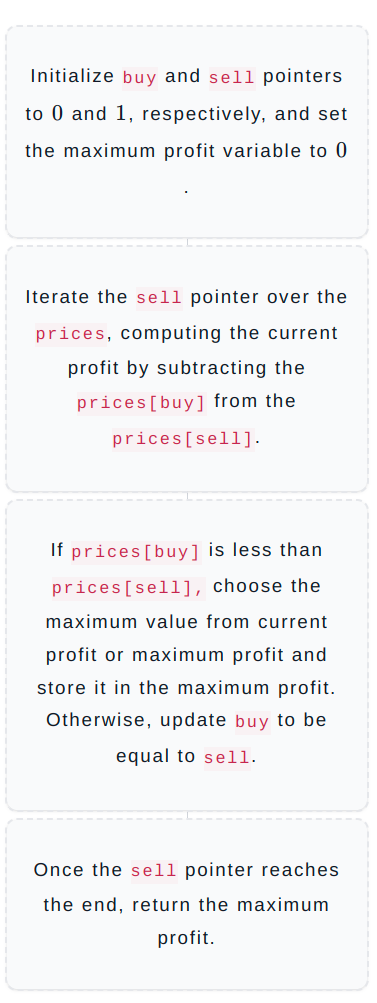 Initialize buy and sell pointers
to 0 and 1, respectively, and set
the maximum profit variable to 0
.
Iterate the sell pointer over the
prices, computing the current
profit by subtracting the
prices[buy] from the
prices[sell].
If prices[buy] is less than
prices[sell], choose the
maximum value from current
profit or maximum profit and
store it in the maximum profit.
Otherwise, update buy to be
equal to sell.
Once the sell pointer reaches
the end, return the maximum
profit.